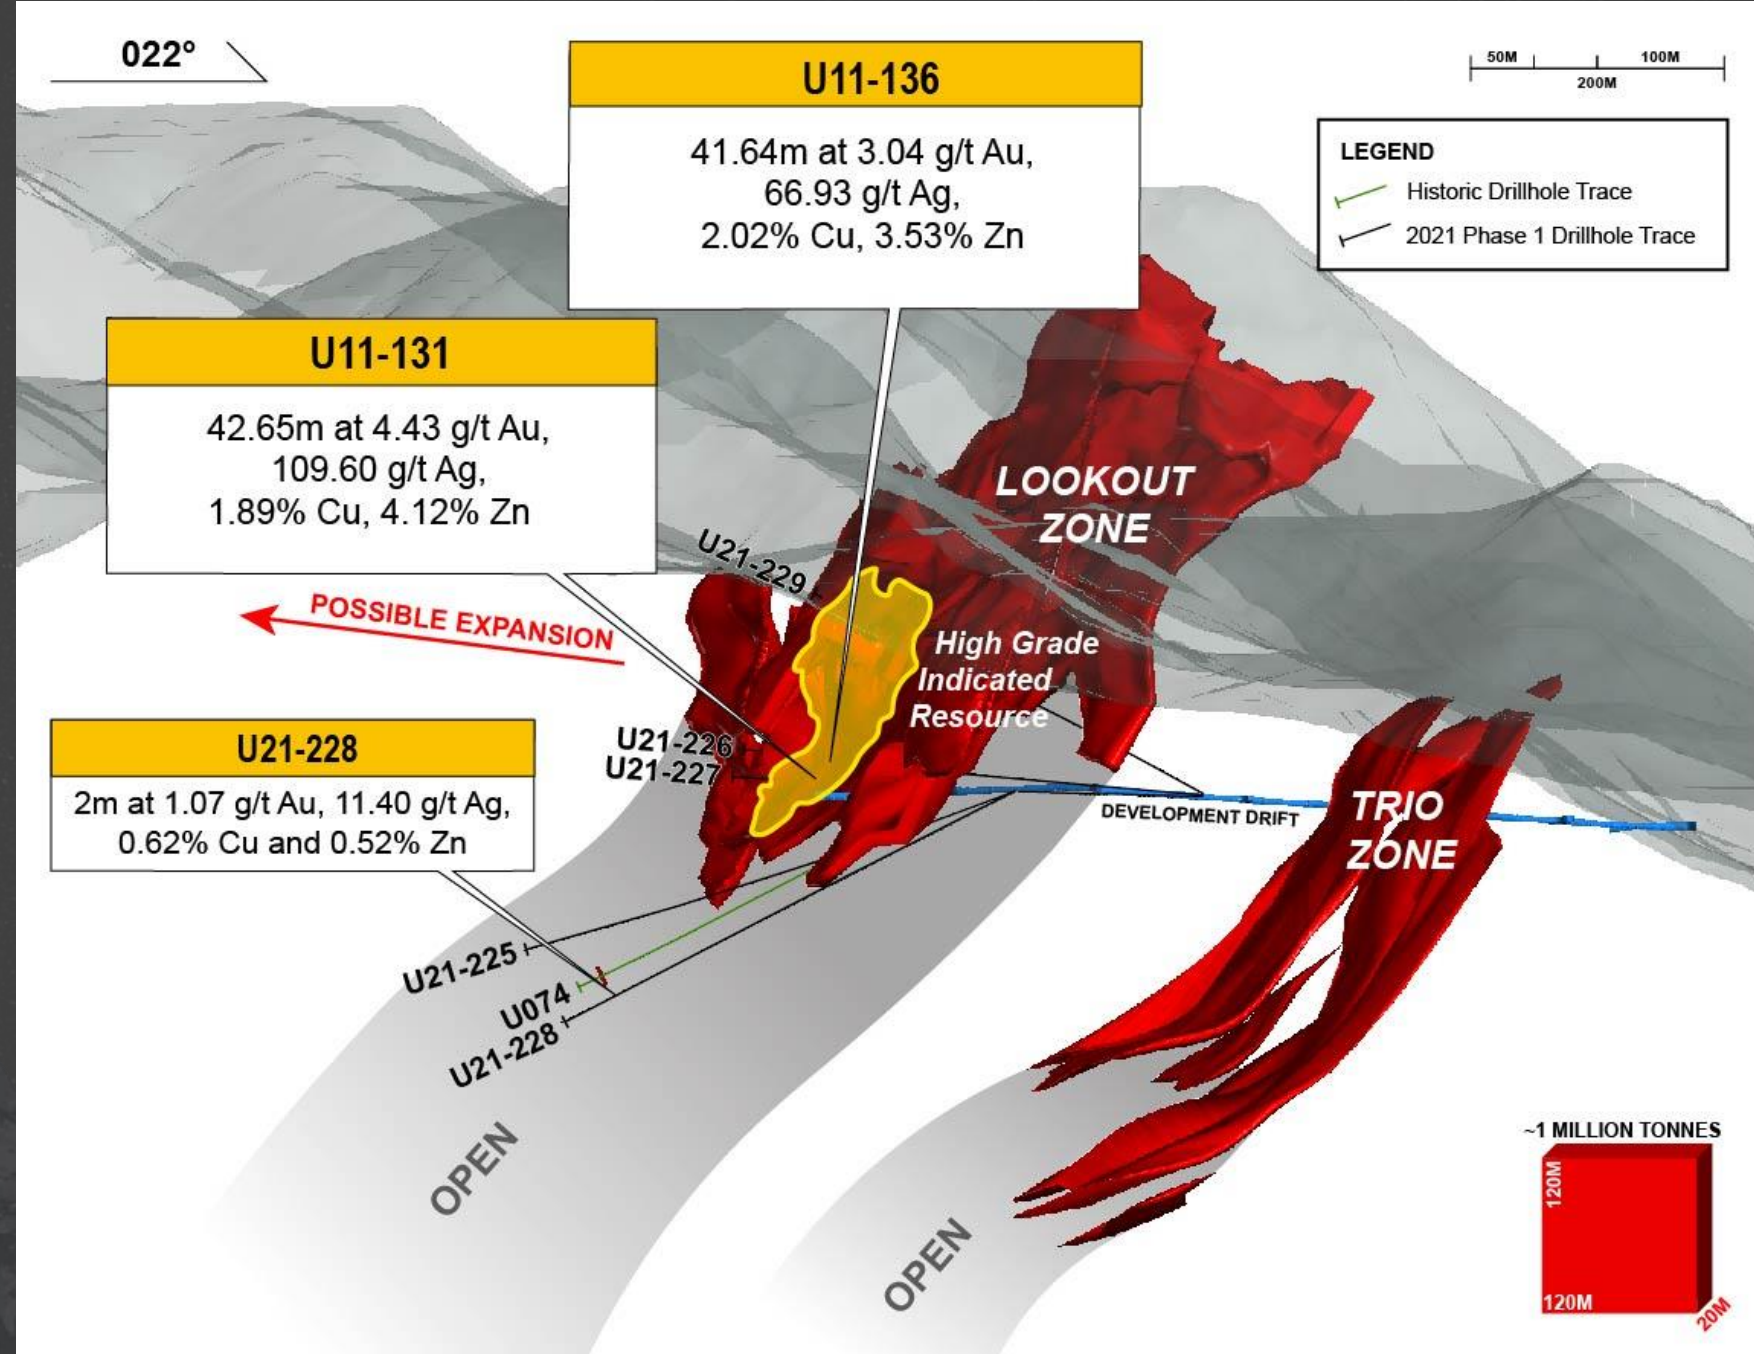 022°
U11-136
41.64m at 3.04 g/t Au,
66.93 g/t Ag,
2.02% Cu, 3.53% Zn
50M 100M
200M
LEGEND
Historic Drillhole Trace
2021 Phase 1 Drillhole Trace
U11-131
42.65m at 4.43 g/t Au,
109.60 g/t Ag,
1.89% Cu, 4.12% Zn
LOOKOUT
ZONE
U21-229
POSSIBLE EXPANSION
High Grade
Indicated
Resource
U21-226
U21-227
U21-228
2m at 1.07 g/t Au, 11.40 g/t Ag,
0.62% Cu and 0.52% Zn
DEVELOPMENT DRIFT
TRIO
ZONE
U21-225
U074
U21-228
OPEN
OPEN
~1 MILLION TONNES
120M
120M
20M